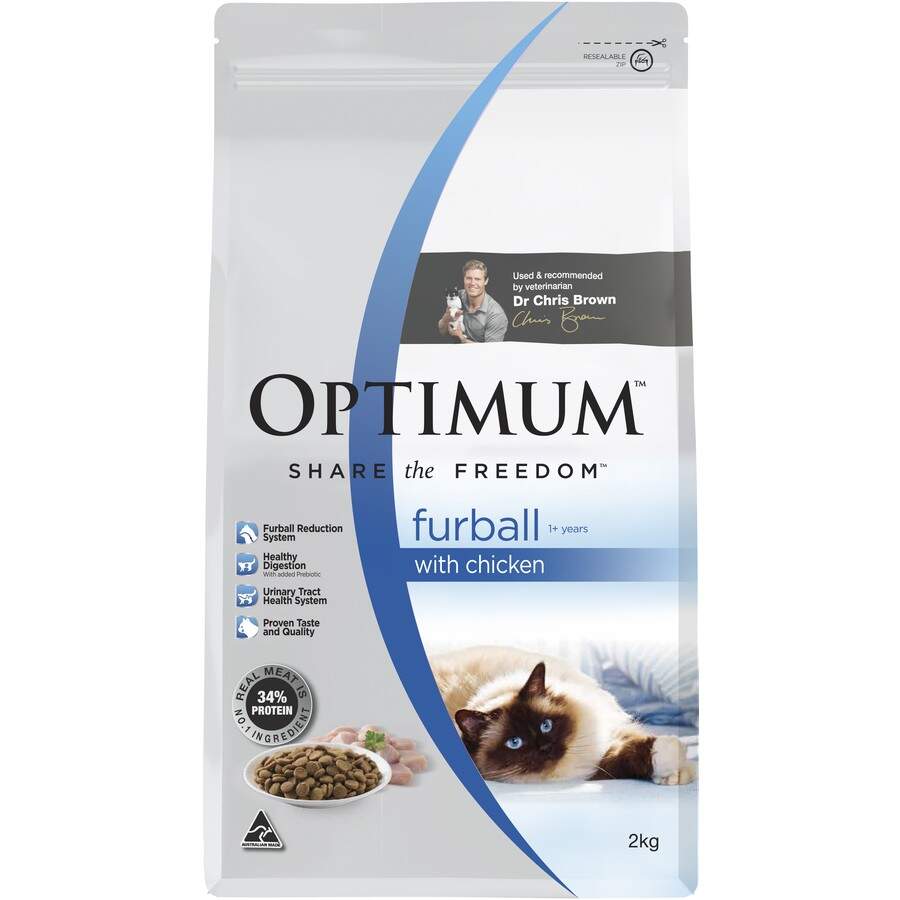 RESEALABLE
ZIP
Used & recommended
by veterinarian
Dr Chris Brown
Chris Brown
OPTIMUM™
SHARE the FREEDOM™
furball 1+ years
with chicken
Furball Reduction
System
Healthy
Digestion
With added Prebiotic
Urinary Tract
Health System
Proven Taste
and Quality
REAL MEAT IS
34%
PROTEIN
NO.1 INGREDIENT
AUSTRALIAN MADE
2kg